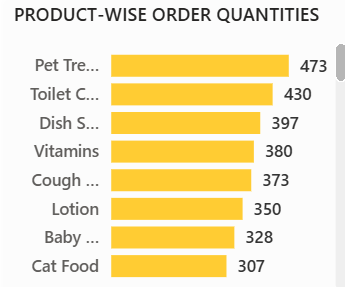 PRODUCT-WISE ORDER QUANTITIES
Pet Tre... 473
Toilet C... 430
Dish S... 397
Vitamins 380
Cough ... 373
Lotion 350
Baby ... 328
Cat Food 307